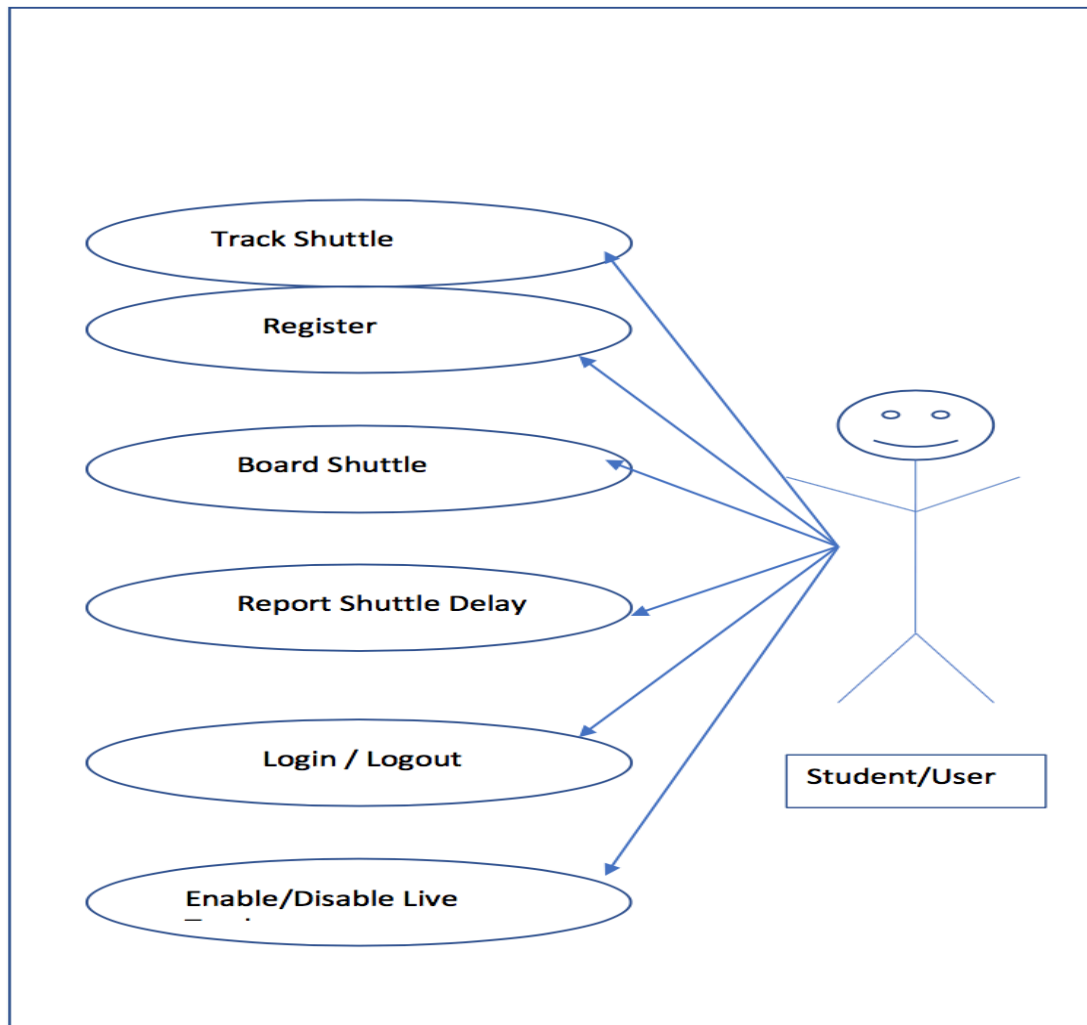 Track Shuttle
Register
Board Shuttle
Report Shuttle Delay
Login / Logout
Student/User
Enable/Disable Live